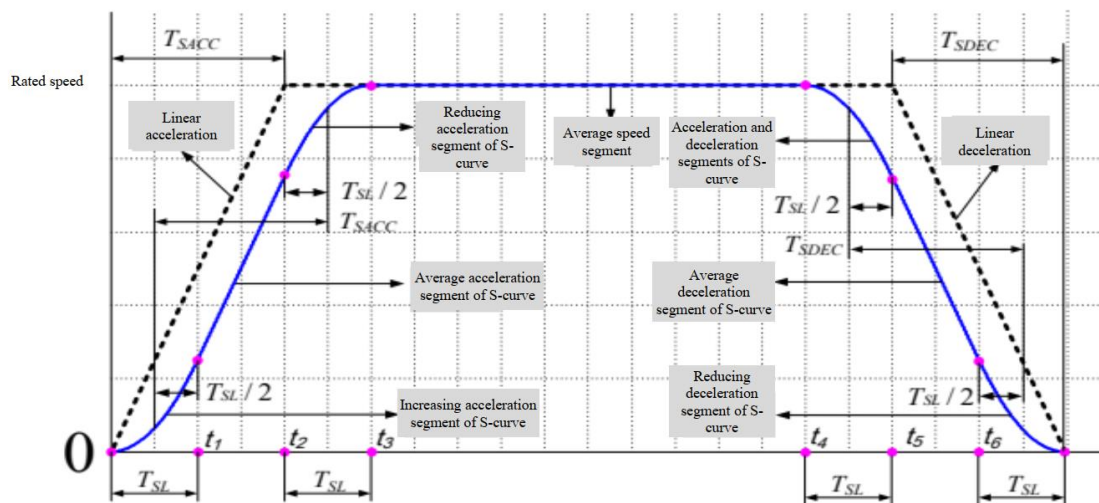 T_SACC
T_SDEC
Rated speed
Linear
acceleration
Reducing
acceleration
segment of S-
curve
Average speed
segment
Acceleration and
deceleration
segments of S-
curve
Linear
deceleration
T_SL / 2
T_SL / 2
T_SACC
T_SDEC
Average acceleration
segment of S-curve
Average
deceleration
segment of S-curve
T_SL / 2
T_SL / 2
Increasing acceleration
segment of S-curve
Reducing
deceleration
segment of S-
curve
0
t₁
t₂
t₃
t₄
t₅
t₆
T_SL
T_SL
T_SL
T_SL